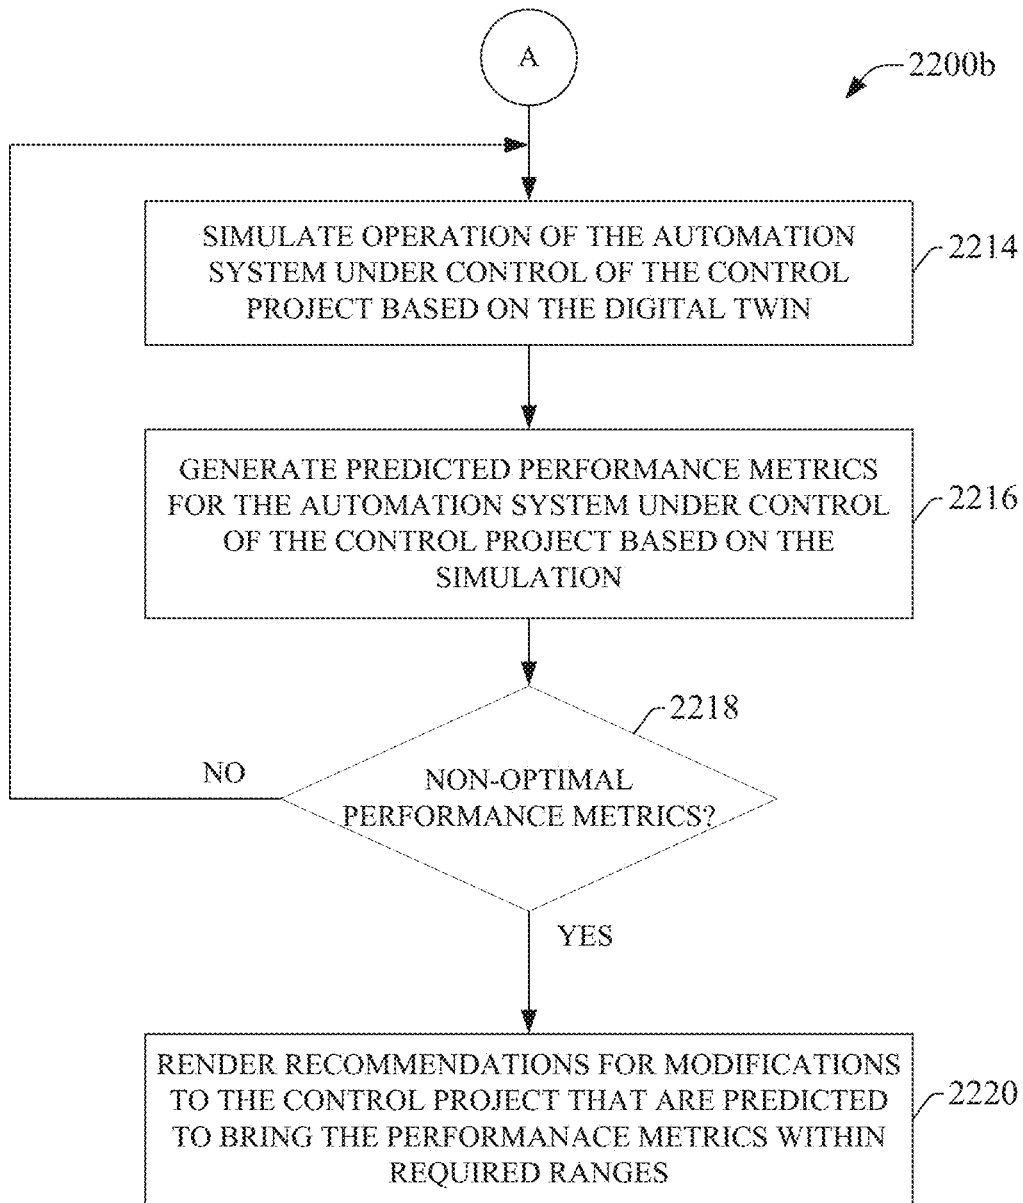 A
2200b
SIMULATE OPERATION OF THE AUTOMATION
SYSTEM UNDER CONTROL OF THE CONTROL
PROJECT BASED ON THE DIGITAL TWIN
2214
GENERATE PREDICTED PERFORMANCE METRICS
FOR THE AUTOMATION SYSTEM UNDER CONTROL
OF THE CONTROL PROJECT BASED ON THE
SIMULATION
2216
2218
NON-OPTIMAL
PERFORMANCE METRICS?
NO
YES
RENDER RECOMMENDATIONS FOR MODIFICATIONS
TO THE CONTROL PROJECT THAT ARE PREDICTED
TO BRING THE PERFORMANACE METRICS WITHIN
REQUIRED RANGES
2220